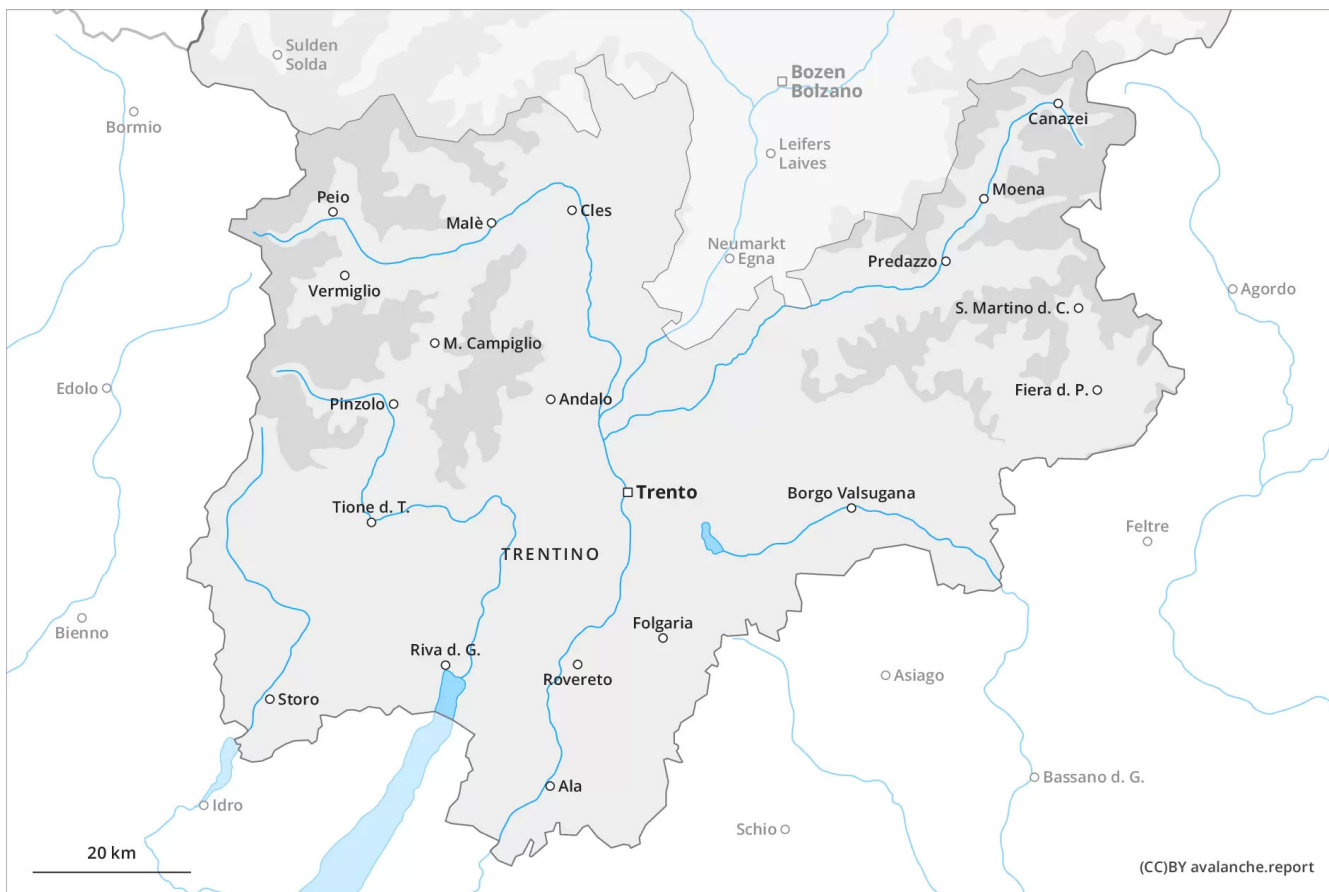 Sulden
Solda
Bozen
Bolzano
Bormio
Canazei
Leifers
Laives
Peio
Malè
Cles
Moena
Neumarkt
Egna
Predazzo
Vermiglio
Agordo
S. Martino d. C.
M. Campiglio
Edolo
Pinzolo
Andalo
Fiera d. P.
Trento
Borgo Valsugana
Tione d. T.
Feltre
TRENTINO
Bienno
Folgaria
Riva d. G.
Rovereto
Asiago
Storo
Bassano d. G.
Ala
Idro
Schio
20 km
(CC)BY avalanche.report